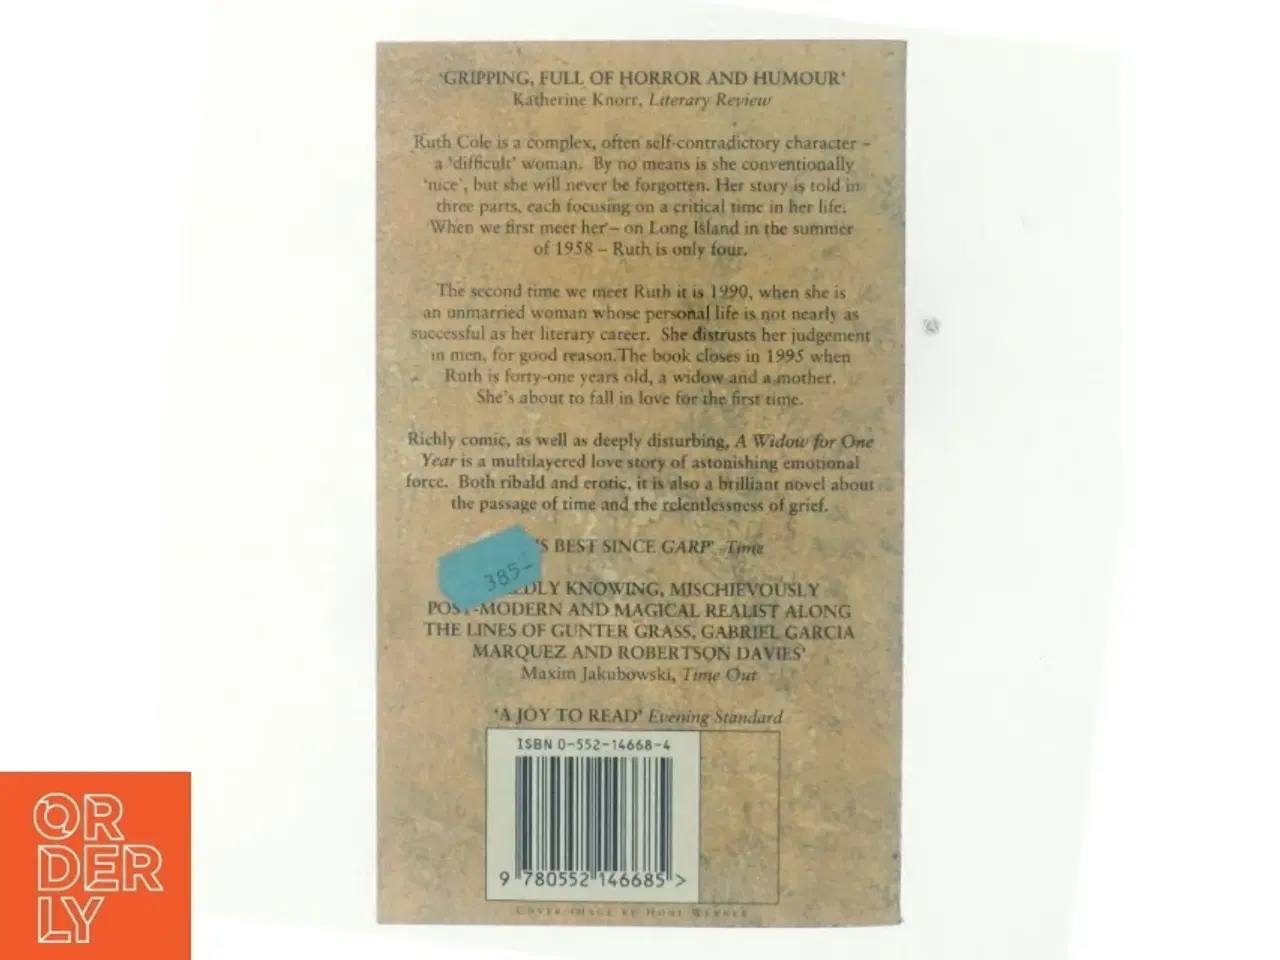 'GRIPPING, FULL OF HORROR AND HUMOUR'
Katherine Knorr, Literary Review
Ruth Cole is a complex, often self-contradictory character –
a 'difficult' woman. By no means is she conventionally
'nice', but she will never be forgotten. Her story is told in
three parts, each focusing on a critical time in her life.
When we first meet her – on Long Island in the summer
of 1958 – Ruth is only four.
The second time we meet Ruth it is 1990, when she is
an unmarried woman whose personal life is not nearly as
successful as her literary career. She distrusts her judgement
in men, for good reason.The book closes in 1995 when
Ruth is forty-one years old, a widow and a mother.
She's about to fall in love for the first time.
Richly comic, as well as deeply disturbing, A Widow for One
Year is a multilayered love story of astonishing emotional
force. Both ribald and erotic, it is also a brilliant novel about
the passage of time and the relentlessness of grief.
'S BEST SINCE GARP' Time
385-
DLY KNOWING, MISCHIEVOUSLY
POST-MODERN AND MAGICAL REALIST ALONG
THE LINES OF GUNTER GRASS, GABRIEL GARCIA
MARQUEZ AND ROBERTSON DAVIES'
Maxim Jakubowski, Time Out
'A JOY TO READ' Evening Standard
ISBN 0-552-14668-4
9 780552 146685 >
COVER IMAGE BY HONI WERNER
ORDERLY